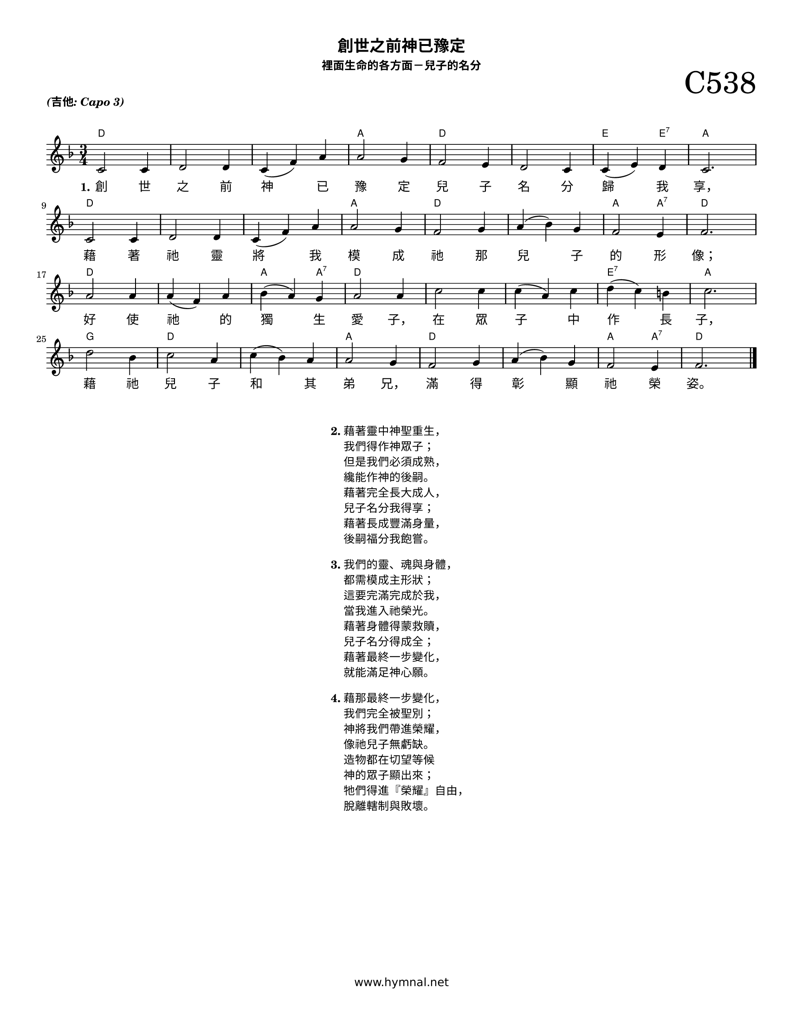 創世之前神已豫定
裡面生命的各方面－兒子的名分
C538
(吉他: Capo 3)
D A D E E7 A
1. 創 世 之 前 神 已 豫 定 兒 子 名 分 歸 我 享，
9 D A D A A7 D
藉 著 祂 靈 將 我 模 成 祂 那 兒 子 的 形 像；
17 D A A7 D E7 A
好 使 祂 的 獨 生 愛 子， 在 眾 子 中 作 長 子，
25 G D A D A A7 D
藉 祂 兒 子 和 其 弟 兄， 滿 得 彰 顯 祂 榮 姿。
2. 藉著靈中神聖重生，
我們得作神眾子；
但是我們必須成熟，
纔能作神的後嗣。
藉著完全長大成人，
兒子名分我得享；
藉著長成豐滿身量，
後嗣福分我飽嘗。
3. 我們的靈、魂與身體，
都需模成主形狀；
這要完滿完成於我，
當我進入祂榮光。
藉著身體得蒙救贖，
兒子名分得成全；
藉著最終一步變化，
就能滿足神心願。
4. 藉那最終一步變化，
我們完全被聖別；
神將我們帶進榮耀，
像祂兒子無虧缺。
造物都在切望等候
神的眾子顯出來；
牠們得進『榮耀』自由，
脫離轄制與敗壞。
www.hymnal.net